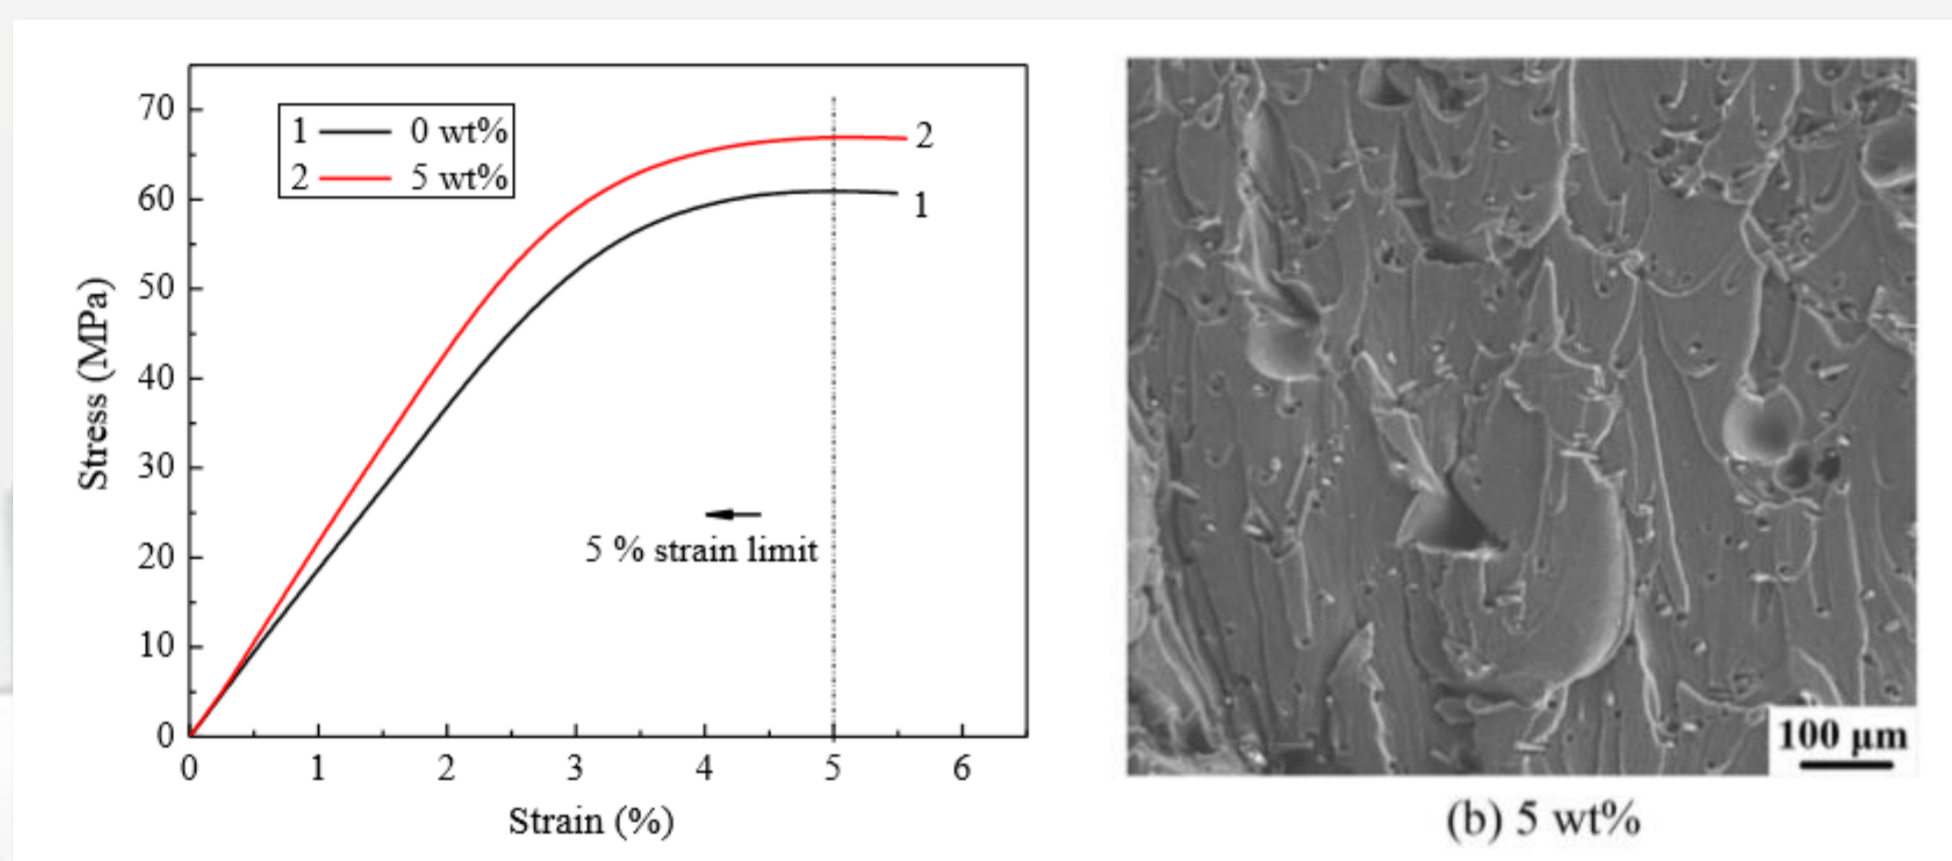 70
60
50
40
30
20
10
0
Stress (MPa)
1 0 wt%
2 5 wt%
2
1
5 % strain limit
0 1 2 3 4 5 6
Strain (%)
100 μm
(b) 5 wt%